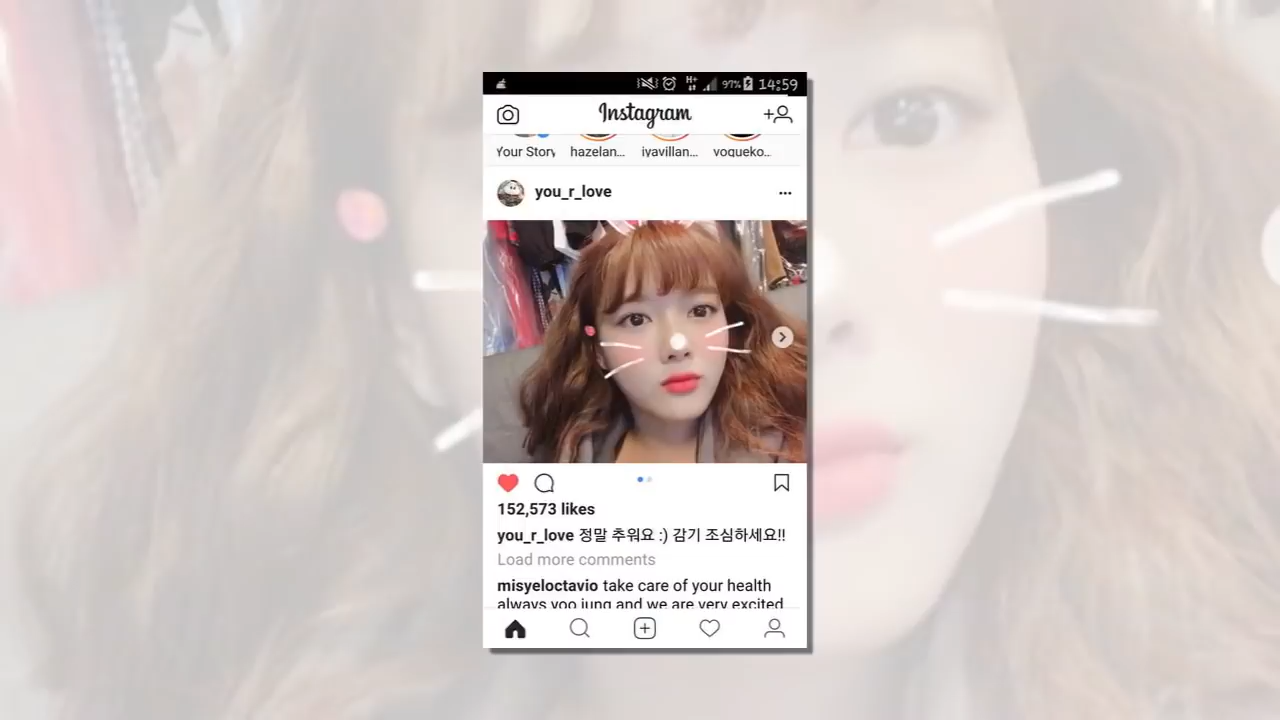 H+ 97% 14:59
Instagram
Your Story hazelan... iyavillan... voqueko..
you_r_love
152,573 likes
you_r_love 정말 추워요 :) 감기 조심하세요!!
Load more comments
misyeloctavio take care of your health
always yoo jung and we are very excited